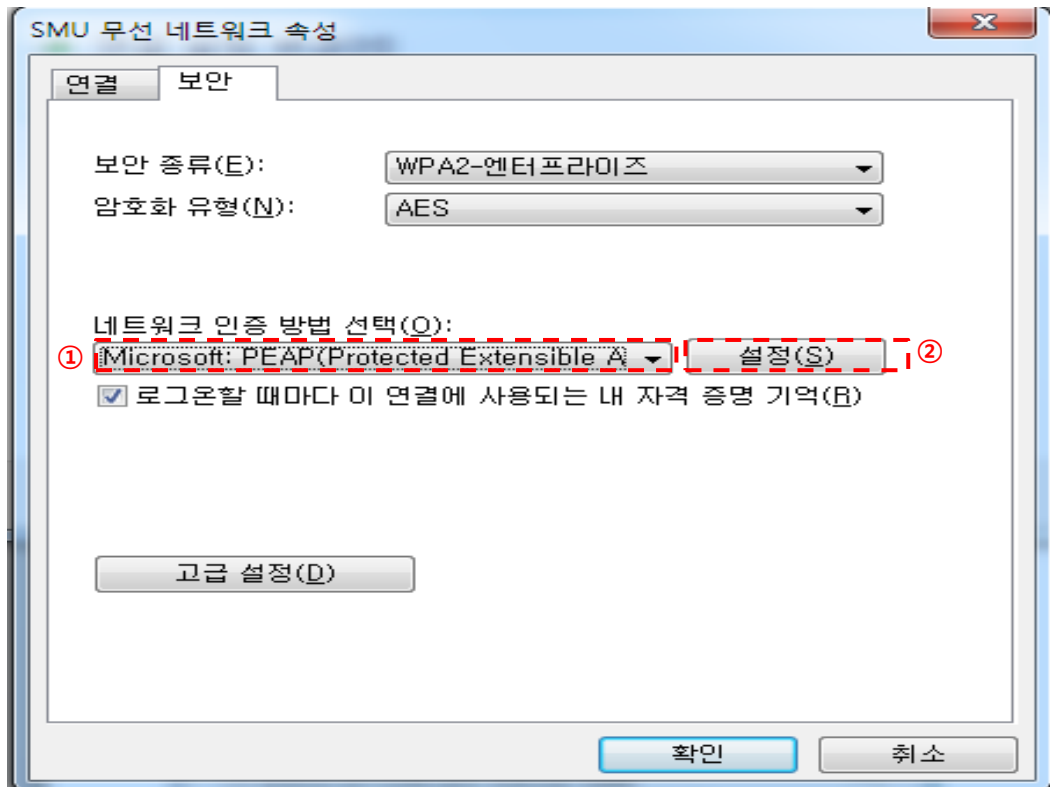 SMU 무선 네트워크 속성
연결 보안
보안 종류(E): WPA2-엔터프라이즈
암호화 유형(N): AES
네트워크 인증 방법 선택(O):
① Microsoft: PEAP(Protected Extensible A 설정(S) ②
로그온할 때마다 이 연결에 사용되는 내 자격 증명 기억(R)
고급 설정(D)
확인 취소